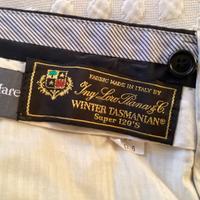 FABRIC MADE IN ITALY BY
Ing. Loro Piana & C.
WINTER TASMANIAN®
Super 120'S